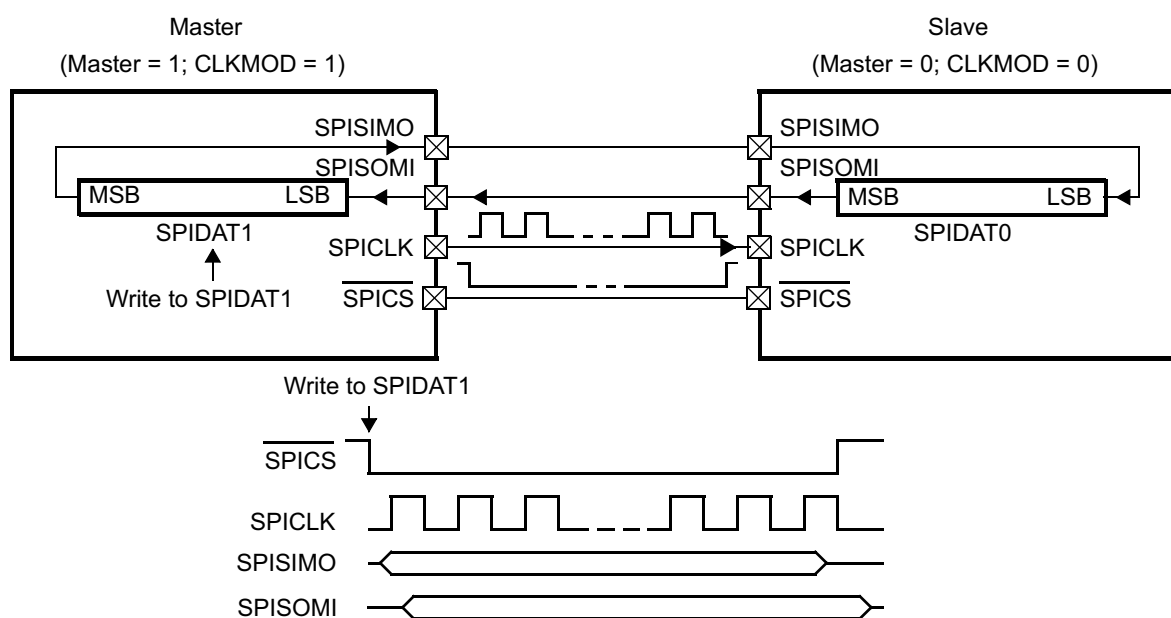 Master
(Master = 1; CLKMOD = 1)
Slave
(Master = 0; CLKMOD = 0)
SPISIMO
SPISOMI
MSB LSB
SPIDAT1
Write to SPIDAT1
SPICLK
SPICS
SPISIMO
SPISOMI
MSB LSB
SPIDAT0
SPICLK
SPICS
Write to SPIDAT1
SPICS
SPICLK
SPISIMO
SPISOMI